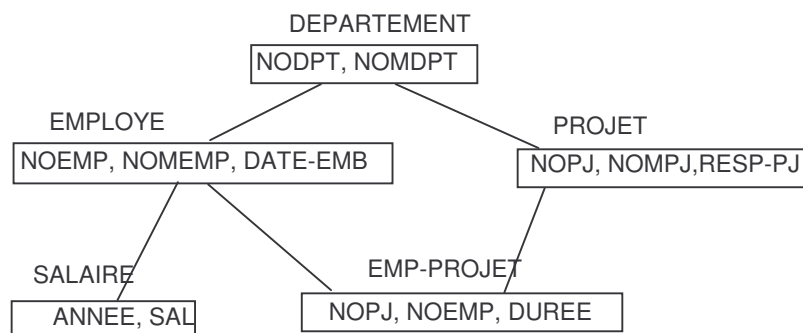 DEPARTEMENT
NODPT, NOMDPT
EMPLOYE
PROJET
NOEMP, NOMEMP, DATE-EMB
NOPJ, NOMPJ,RESP-PJ
SALAIRE
EMP-PROJET
ANNEE, SAL
NOPJ, NOEMP, DUREE